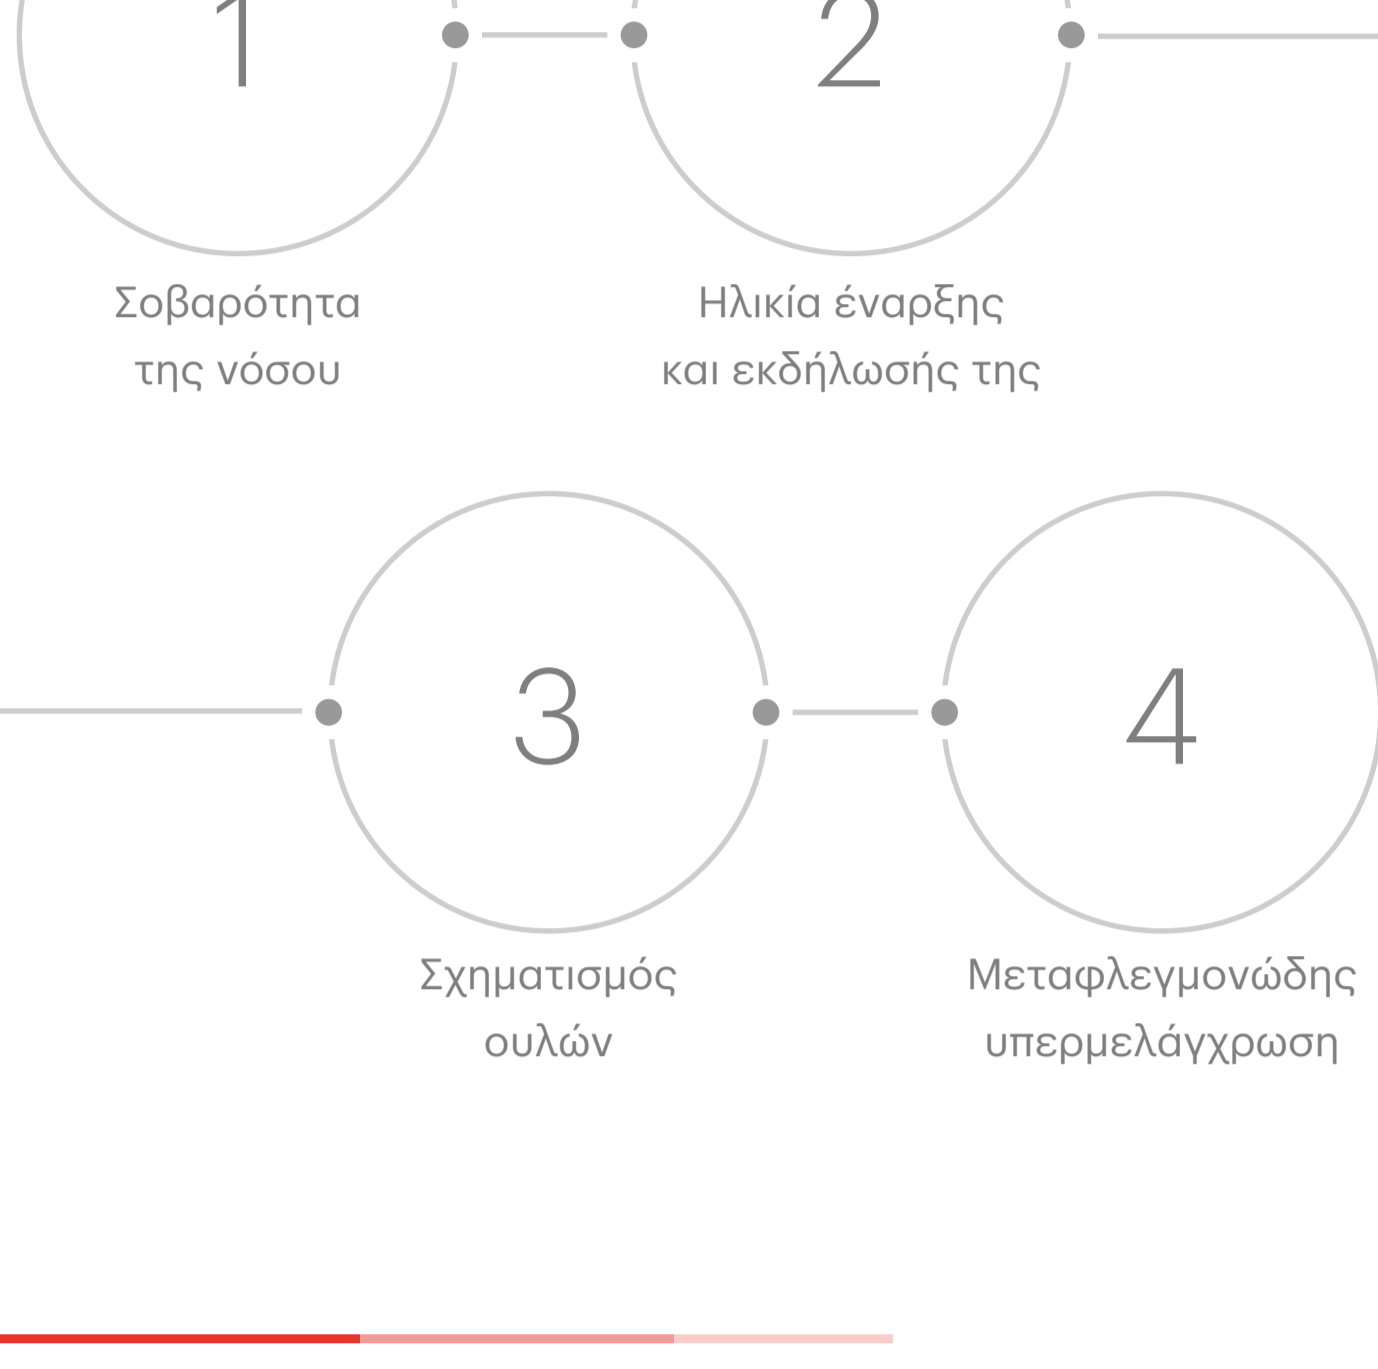 1 2
Σοβαρότητα
της νόσου
Ηλικία έναρξης
και εκδήλωσής της
3 4
Σχηματισμός
ουλών
Μεταφλεγμονώδης
υπερμελάγχρωση